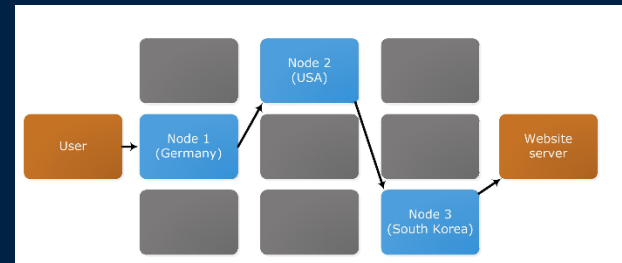 User
Node 1
(Germany)
Node 2
(USA)
Node 3
(South Korea)
Website
server